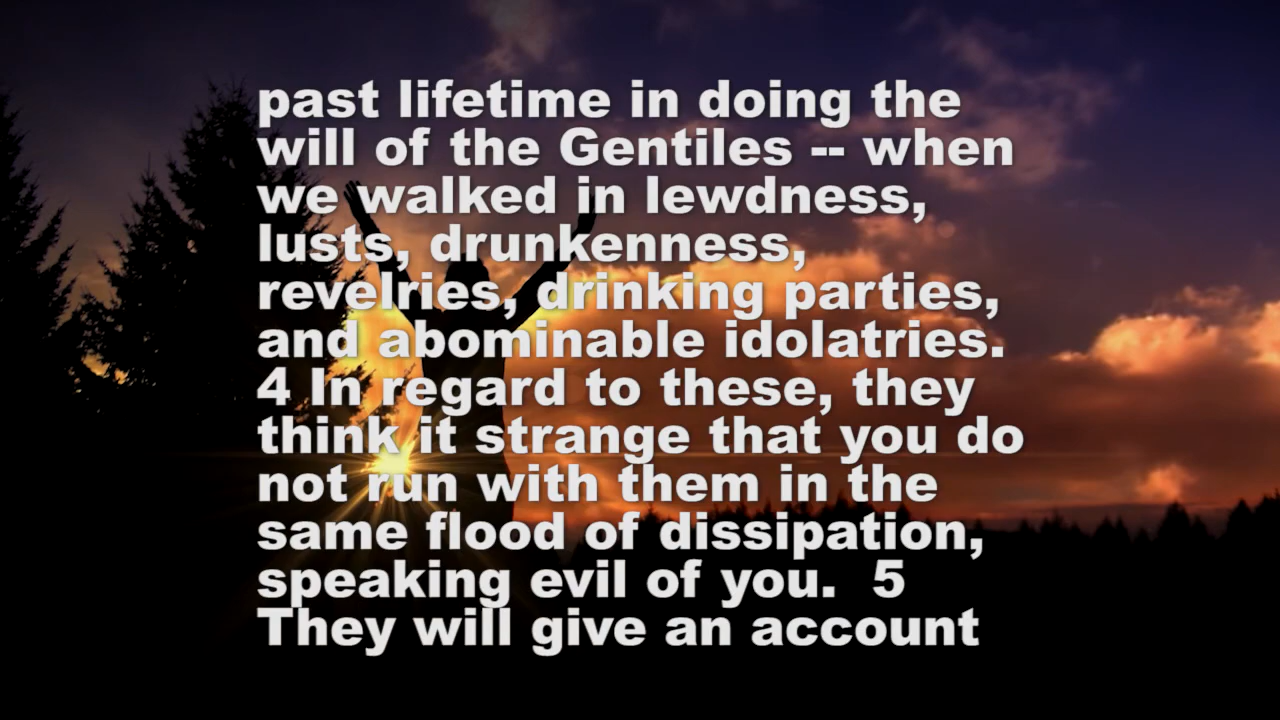 past lifetime in doing the
will of the Gentiles -- when
we walked in lewdness,
lusts, drunkenness,
revelries, drinking parties,
and abominable idolatries.
4 In regard to these, they
think it strange that you do
not run with them in the
same flood of dissipation,
speaking evil of you.  5
They will give an account